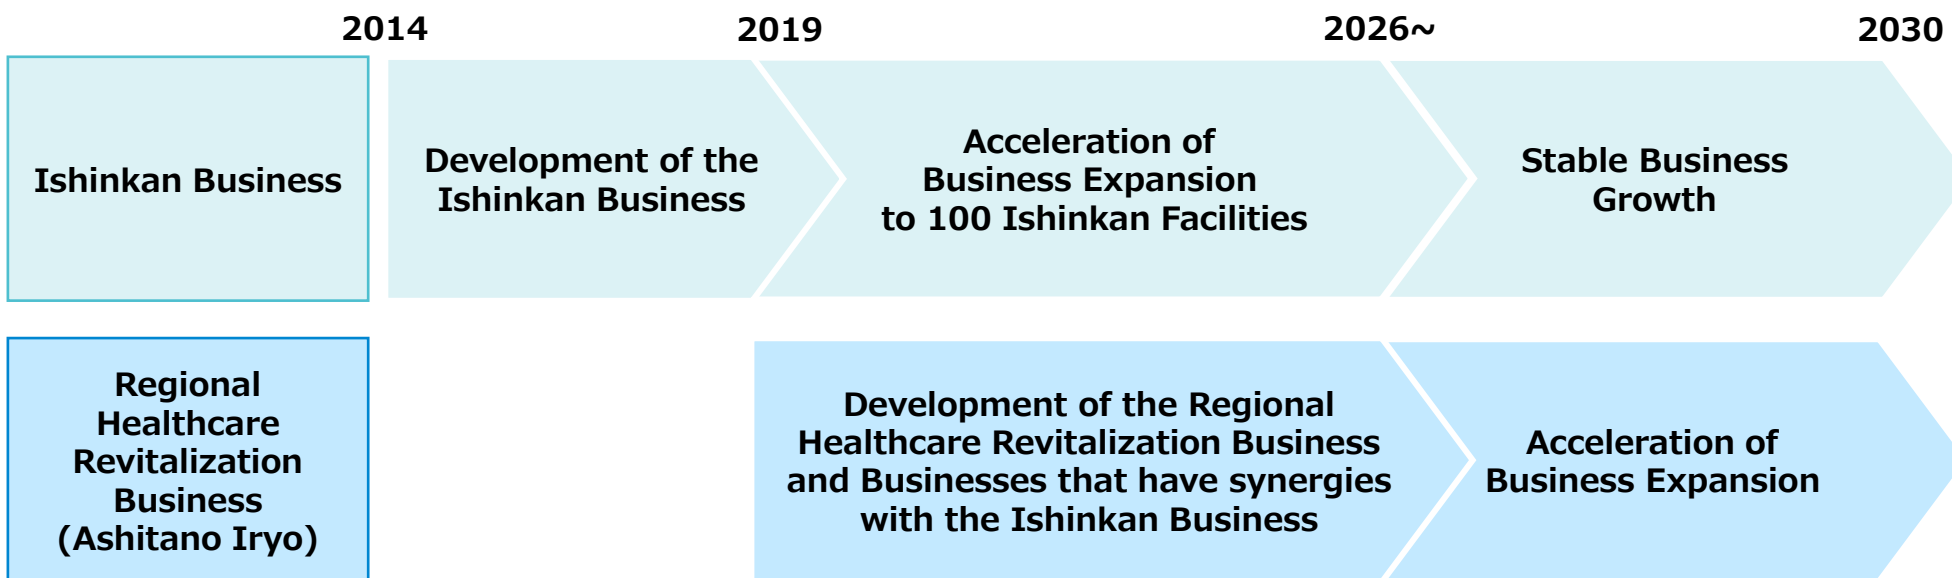 2014
2019
2026~
2030
Ishinkan Business
Development of the
Ishinkan Business
Acceleration of
Business Expansion
to 100 Ishinkan Facilities
Stable Business
Growth
Regional
Healthcare
Revitalization
Business
(Ashitano Iryo)
Development of the Regional
Healthcare Revitalization Business
and Businesses that have synergies
with the Ishinkan Business
Acceleration of
Business Expansion